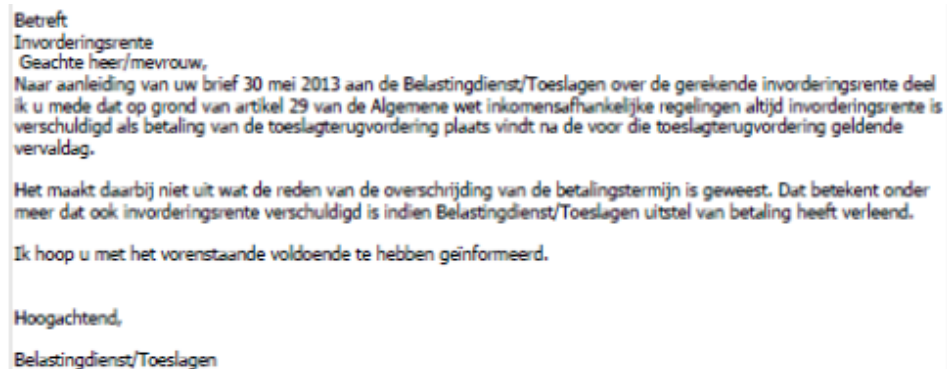 Betreft
Invorderingsrente
Geachte heer/mevrouw,
Naar aanleiding van uw brief 30 mei 2013 aan de Belastingdienst/Toeslagen over de gerekende invorderingsrente deel
ik u mede dat op grond van artikel 29 van de Algemene wet inkomensafhankelijke regelingen altijd invorderingsrente is
verschuldigd als betaling van de toeslagterugvordering plaats vindt na de voor die toeslagterugvordering geldende
vervaldag.
Het maakt daarbij niet uit wat de reden van de overschrijding van de betalingstermijn is geweest. Dat betekent onder
meer dat ook invorderingsrente verschuldigd is indien Belastingdienst/Toeslagen uitstel van betaling heeft verleend.
Ik hoop u met het vorenstaande voldoende te hebben geïnformeerd.
Hoogachtend,
Belastingdienst/Toeslagen